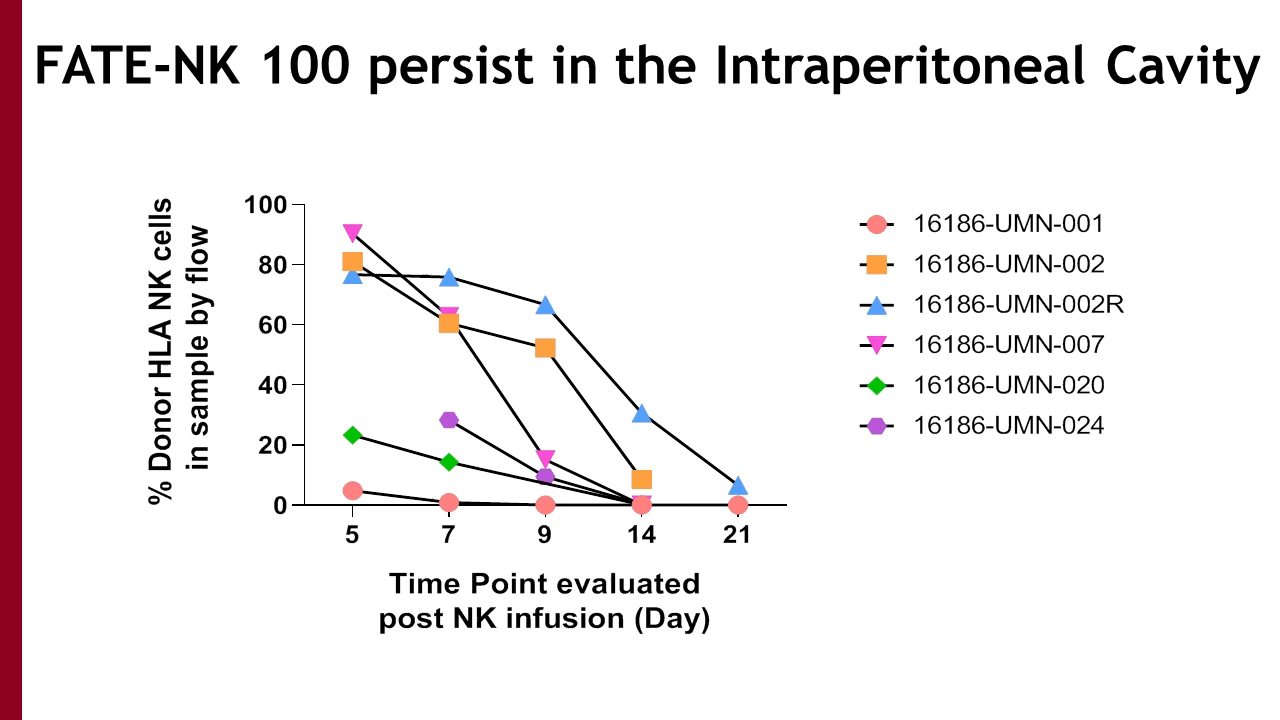 FATE-NK 100 persist in the Intraperitoneal Cavity
% Donor HLA NK cells
in sample by flow
100
80
60
40
20
0
5 7 9 14 21
Time Point evaluated
post NK infusion (Day)
16186-UMN-001
16186-UMN-002
16186-UMN-002R
16186-UMN-007
16186-UMN-020
16186-UMN-024